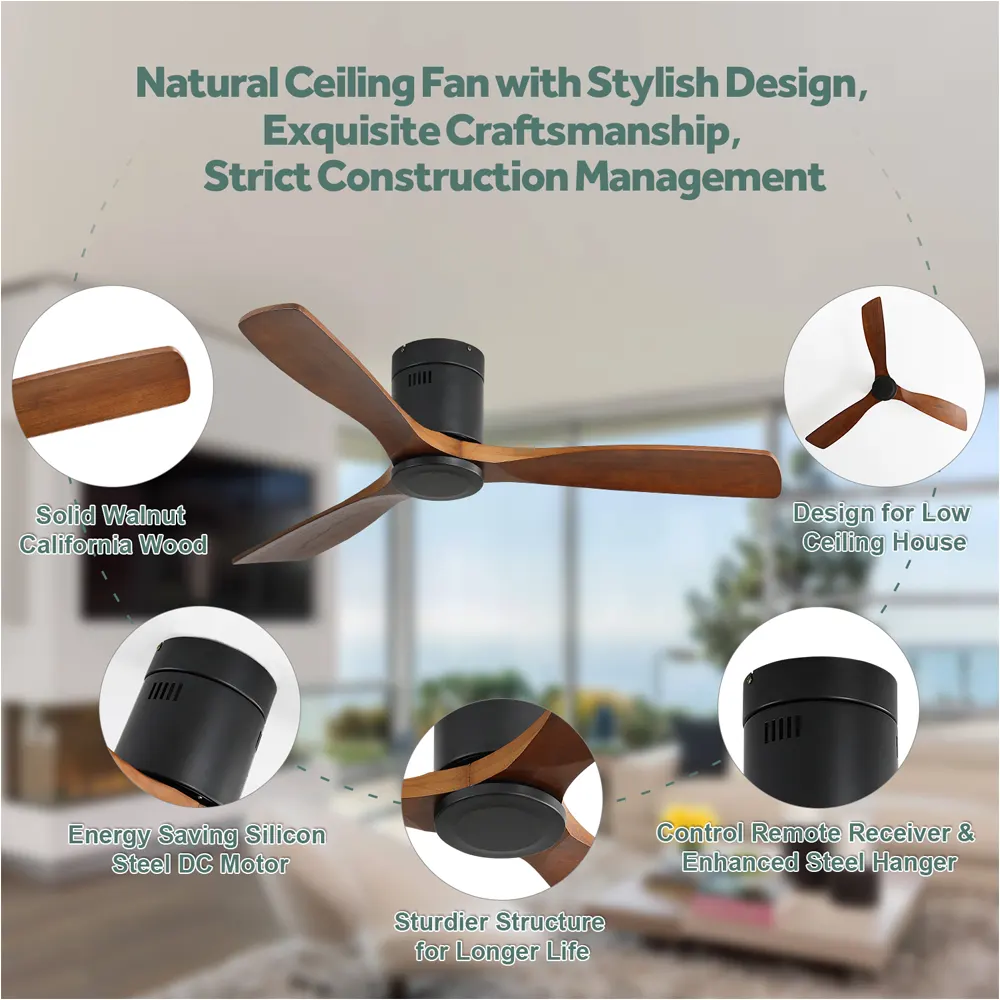 Natural Ceiling Fan with Stylish Design,
Exquisite Craftsmanship,
Strict Construction Management
Solid Walnut
California Wood
Design for Low
Ceiling House
Energy Saving Silicon
Steel DC Motor
Control Remote Receiver &
Enhanced Steel Hanger
Sturdier Structure
for Longer Life